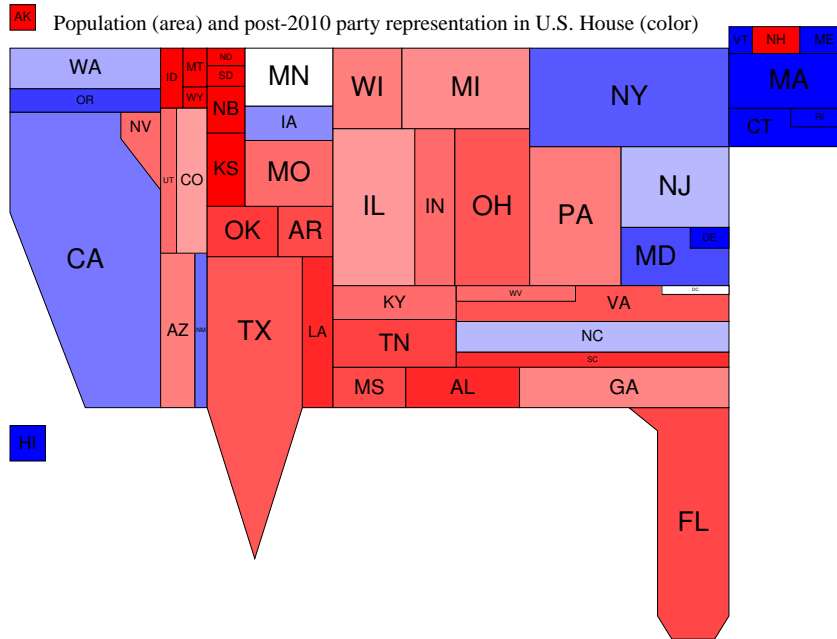 AK Population (area) and post-2010 party representation in U.S. House (color)
VT NH ME
WA ID MT ND MN WI MI NY MA
SD
OR WY NB IA CT RI
NV UT CO KS MO IL IN OH PA NJ
CA OK AR MD DE
AZ NM TX LA KY WV VA DC
TN NC
SC
MS AL GA
HI
FL